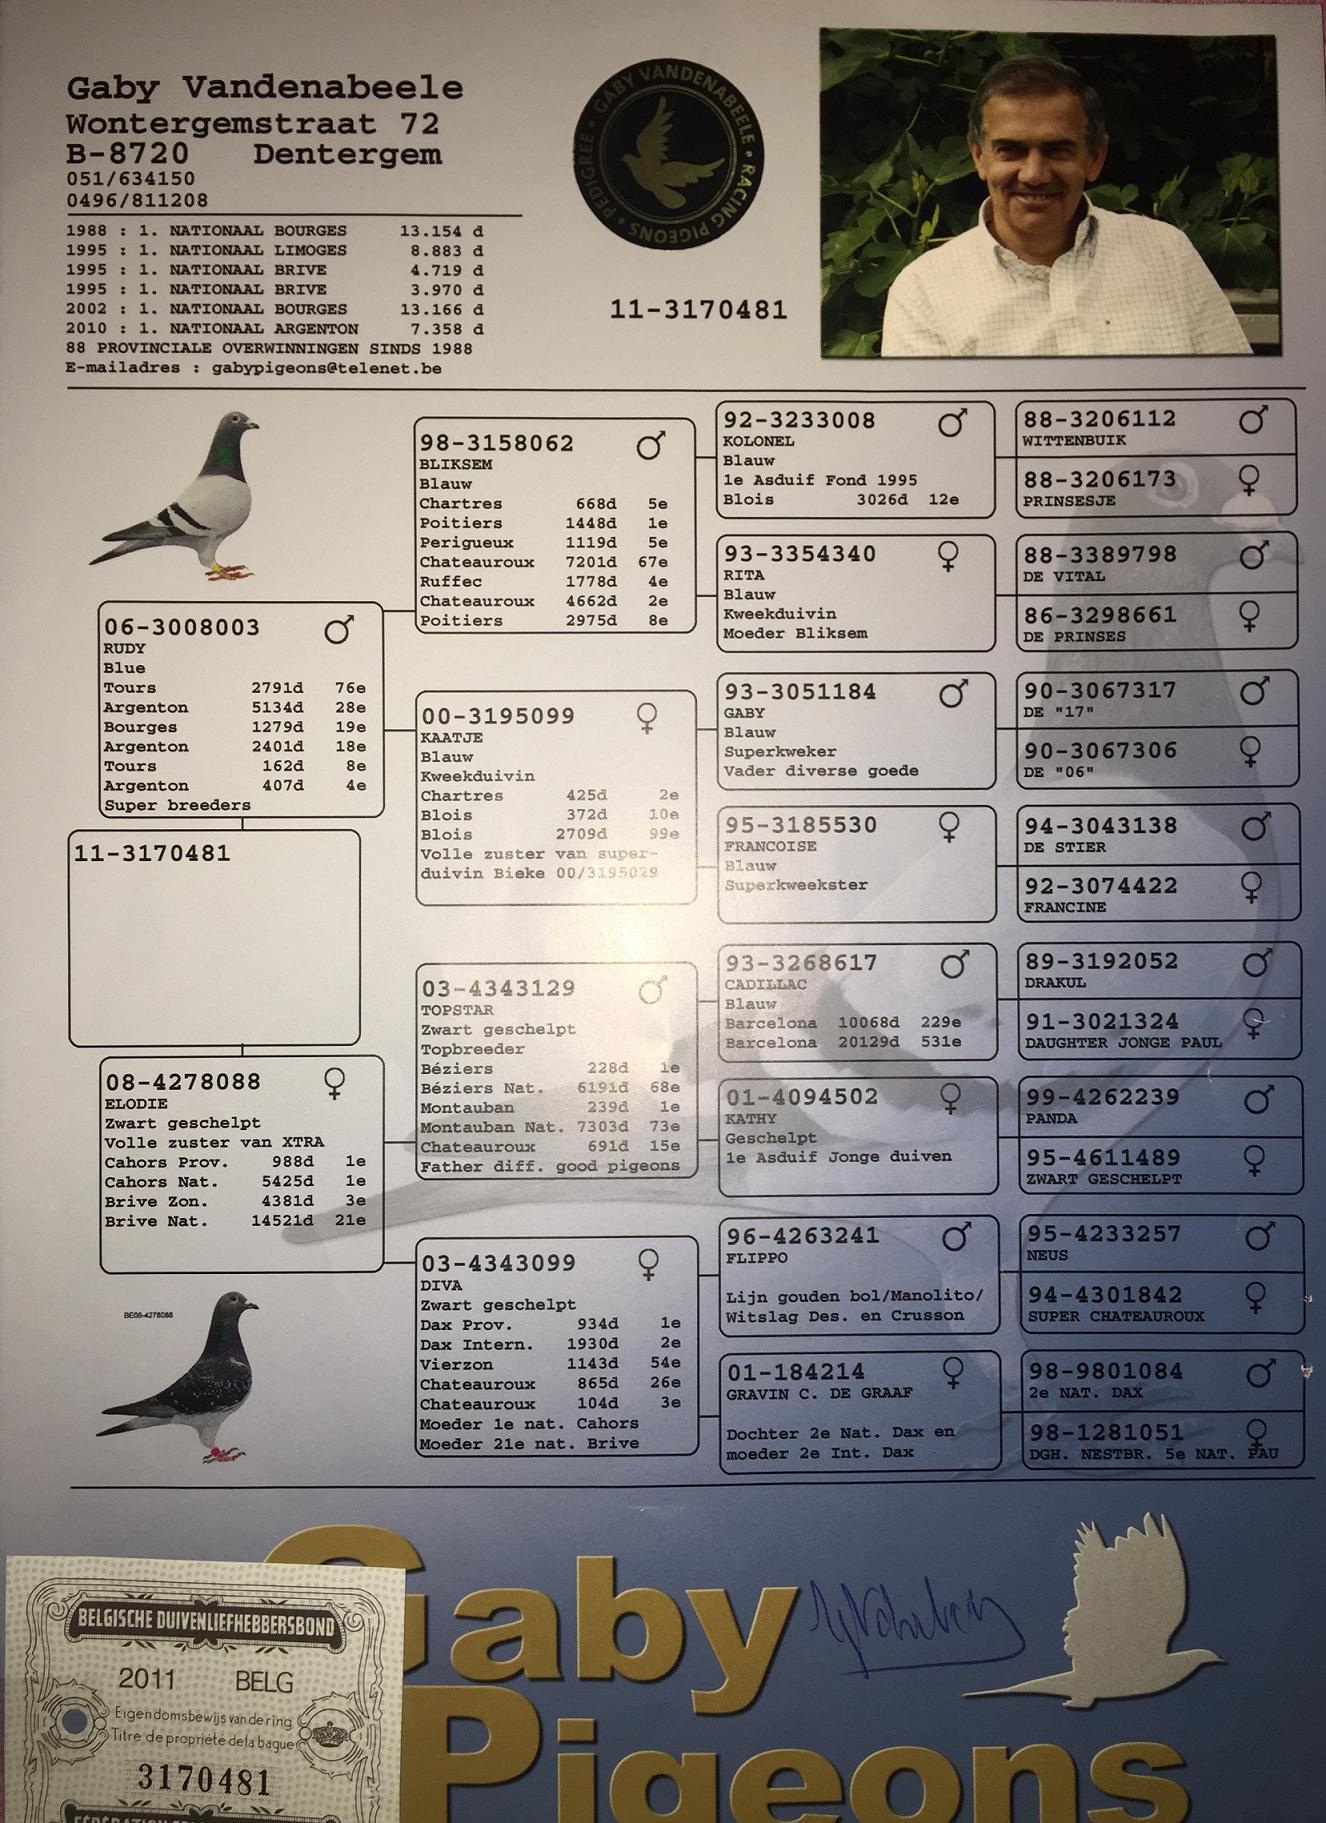 Gaby Vandenabeele
Wontergemstraat 72
B-8720 Dentergem
051/634150
0496/811208
1988 : 1. NATIONAAL BOURGES 13.154 d
1995 : 1. NATIONAAL LIMOGES 8.883 d
1995 : 1. NATIONAAL BRIVE 4.719 d
1995 : 1. NATIONAAL BRIVE 3.970 d
2002 : 1. NATIONAAL BOURGES 13.166 d
2010 : 1. NATIONAAL ARGENTON 7.358 d
88 PROVINCIALE OVERWINNINGEN SINDS 1988
E-mailadres : gabypigeons@telenet.be
GABY VANDENABEELE • RACING PIGEONS • PEDIGREE •
11-3170481
06-3008003 ♂
RUDY
Blue
Tours 2791d 76e
Argenton 5134d 28e
Bourges 1279d 19e
Argenton 2401d 18e
Tours 162d 8e
Argenton 407d 4e
Super breeders
11-3170481
08-4278088 ♀
ELODIE
Zwart geschelpt
Volle zuster van XTRA
Cahors Prov. 988d 1e
Cahors Nat. 5425d 1e
Brive Zon. 4381d 3e
Brive Nat. 14521d 21e
BE08-4278088
98-3158062 ♂
BLIKSEM
Blauw
Chartres 668d 5e
Poitiers 1448d 1e
Perigueux 1119d 5e
Chateauroux 7201d 67e
Ruffec 1778d 4e
Chateauroux 4662d 2e
Poitiers 2975d 8e
00-3195099 ♀
KAATJE
Blauw
Kweekduivin
Chartres 425d 2e
Blois 372d 10e
Blois 2709d 99e
Volle zuster van super-
duivin Bieke 00/3195029
03-4343129 ♂
TOPSTAR
Zwart geschelpt
Topbreeder
Béziers 228d 1e
Béziers Nat. 6191d 68e
Montauban 239d 1e
Montauban Nat. 7303d 73e
Chateauroux 691d 15e
Father diff. good pigeons
03-4343099 ♀
DIVA
Zwart geschelpt
Dax Prov. 934d 1e
Dax Intern. 1930d 2e
Vierzon 1143d 54e
Chateauroux 865d 26e
Chateauroux 104d 3e
Moeder 1e nat. Cahors
Moeder 21e nat. Brive
92-3233008 ♂
KOLONEL
Blauw
1e Asduif Fond 1995
Blois 3026d 12e
93-3354340 ♀
RITA
Blauw
Kweekduivin
Moeder Bliksem
93-3051184 ♂
GABY
Blauw
Superkweker
Vader diverse goede
95-3185530 ♀
FRANCOISE
Blauw
Superkweekster
93-3268617 ♂
CADILLAC
Blauw
Barcelona 10068d 229e
Barcelona 20129d 531e
01-4094502 ♀
KATHY
Geschelpt
1e Asduif Jonge duiven
96-4263241 ♂
FLIPPO
Lijn gouden bol/Manolito/
Witslag Des. en Crusson
01-184214 ♀
GRAVIN C. DE GRAAF
Dochter 2e Nat. Dax en
moeder 2e Int. Dax
88-3206112 ♂
WITTENBUIK
88-3206173 ♀
PRINSESJE
88-3389798 ♂
DE VITAL
86-3298661 ♀
DE PRINSES
90-3067317 ♂
DE "17"
90-3067306 ♀
DE "06"
94-3043138 ♂
DE STIER
92-3074422 ♀
FRANCINE
89-3192052 ♂
DRAKUL
91-3021324 ♀
DAUGHTER JONGE PAUL
99-4262239 ♂
PANDA
95-4611489 ♀
ZWART GESCHELPT
95-4233257 ♂
NEUS
94-4301842 ♀
SUPER CHATEAUROUX
98-9801084 ♂
2e NAT. DAX
98-1281051 ♀
DGH. NESTBR. 5e NAT. PAU
Gaby
Pigeons
BELGISCHE DUIVENLIEFHEBBERSBOND
2011 BELG
Eigendomsbewijs van de ring
Titre de propriété de la bague
3170481